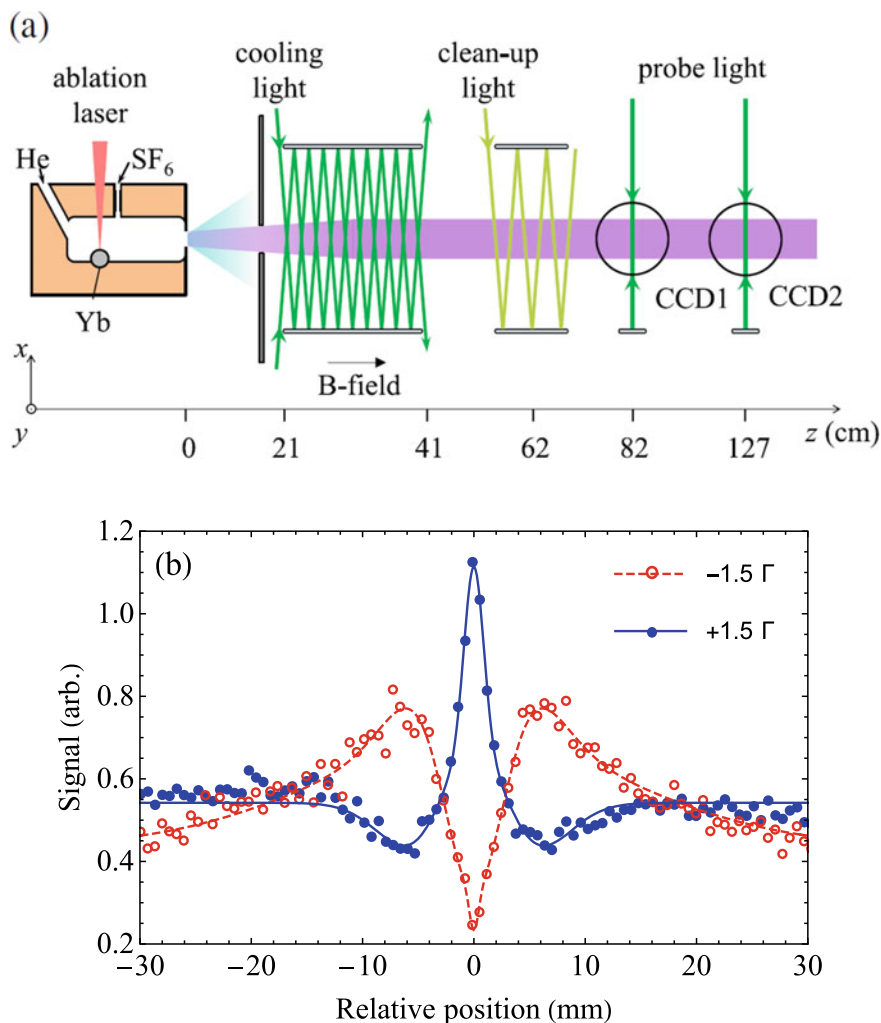 (a)
cooling light
clean-up light
probe light
ablation laser
He
SF6
Yb
CCD1
CCD2
B-field
x
y
0
21
41
62
82
127
z (cm)
(b)
−1.5 Γ
+1.5 Γ
1.2
1.0
0.8
0.6
0.4
0.2
Signal (arb.)
−30
−20
−10
0
10
20
30
Relative position (mm)